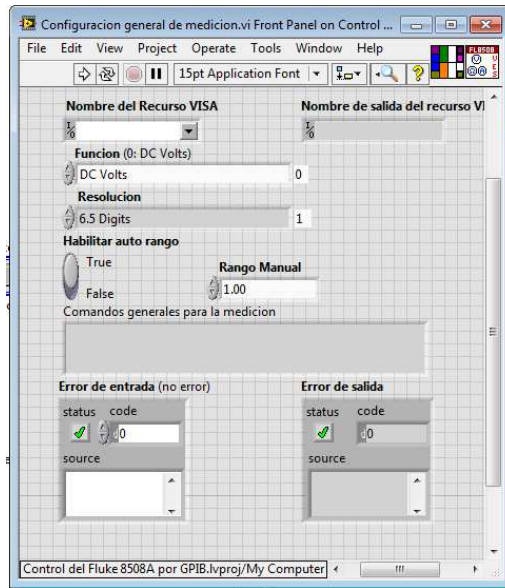 Configuracion general de medicion.vi Front Panel on Control ...
File Edit View Project Operate Tools Window Help
15pt Application Font
FL8508
V E S
Nombre del Recurso VISA
Nombre de salida del recurso VI
I/O
I/O
Funcion (0: DC Volts)
DC Volts 0
Resolucion
6.5 Digits 1
Habilitar auto rango
True
Rango Manual
False
1.00
Comandos generales para la medicion
Error de entrada (no error)
Error de salida
status code
status code
d0
d0
source
source
Control del Fluke 8508A por GPIB.lvproj/My Computer